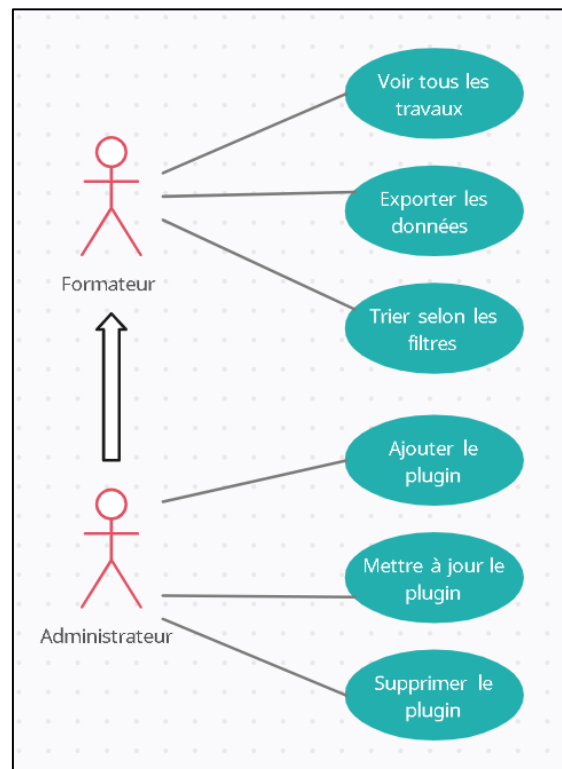 Voir tous les
travaux
Exporter les
données
Formateur
Trier selon les
filtres
Ajouter le
plugin
Mettre à jour le
plugin
Administrateur
Supprimer le
plugin